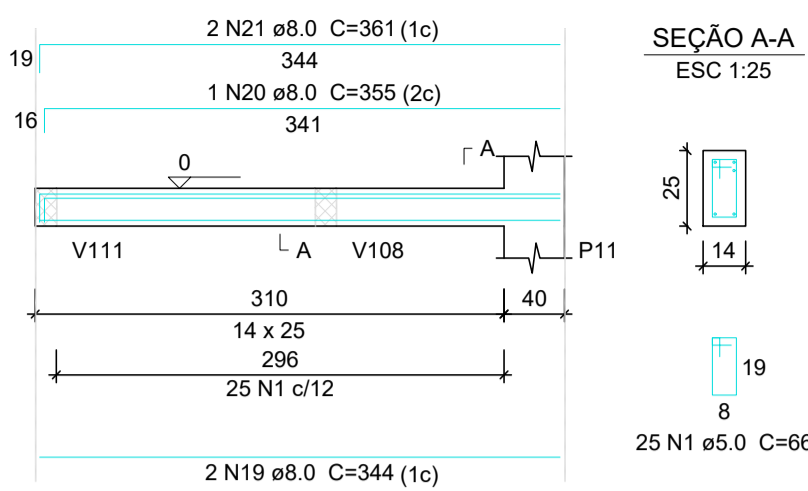 2 N21 ø8.0 C=361 (1c)
19
344
1 N20 ø8.0 C=355 (2c)
16
341
SEÇÃO A-A
ESC 1:25
A
0
25
V111
A
V108
P11
14
310
40
14 x 25
296
25 N1 c/12
19
8
25 N1 ø5.0 C=66
2 N19 ø8.0 C=344 (1c)